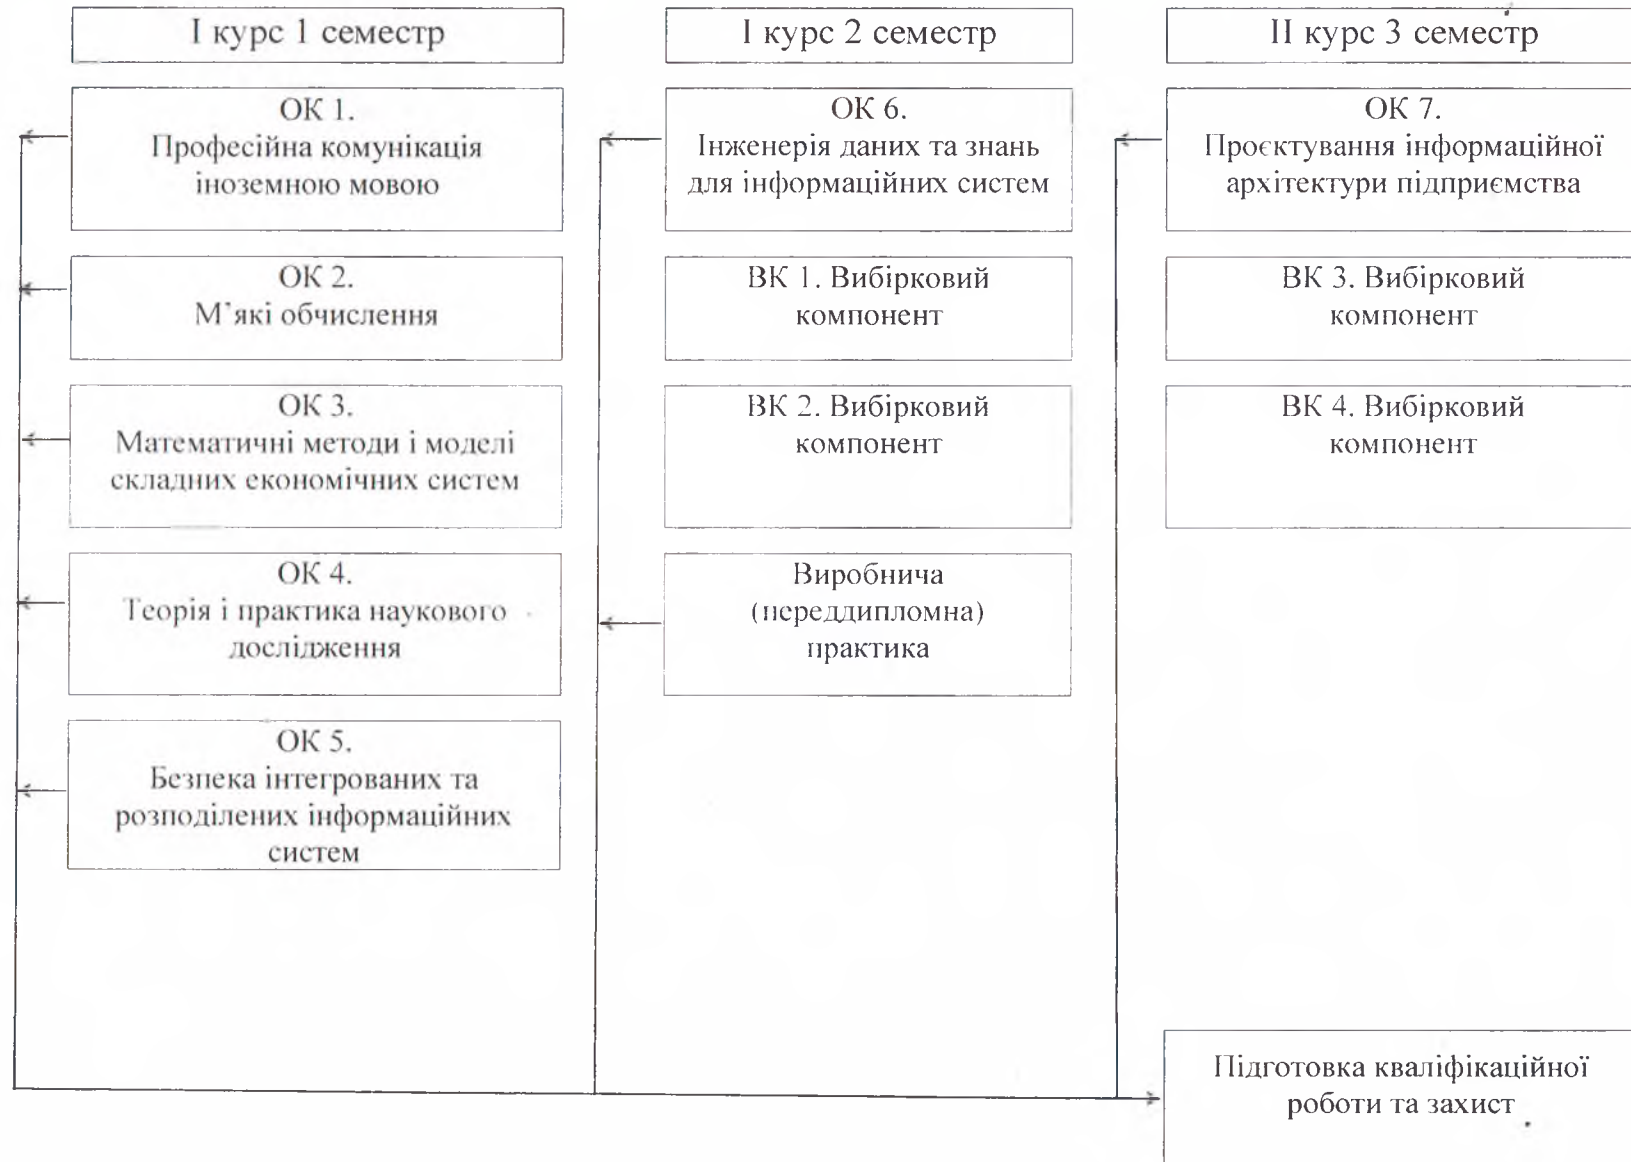 І курс 1 семестр
ОК 1.
Професійна комунікація
іноземною мовою
ОК 2.
М'які обчислення
ОК 3.
Математичні методи і моделі
складних економічних систем
ОК 4.
Теорія і практика наукового
дослідження
ОК 5.
Безпека інтегрованих та
розподілених інформаційних
систем
І курс 2 семестр
ОК 6.
Інженерія даних та знань
для інформаційних систем
ВК 1. Вибірковий
компонент
ВК 2. Вибірковий
компонент
Виробнича
(переддипломна)
практика
ІІ курс 3 семестр
ОК 7.
Проєктування інформаційної
архітектури підприємства
ВК 3. Вибірковий
компонент
ВК 4. Вибірковий
компонент
Підготовка кваліфікаційної
роботи та захист